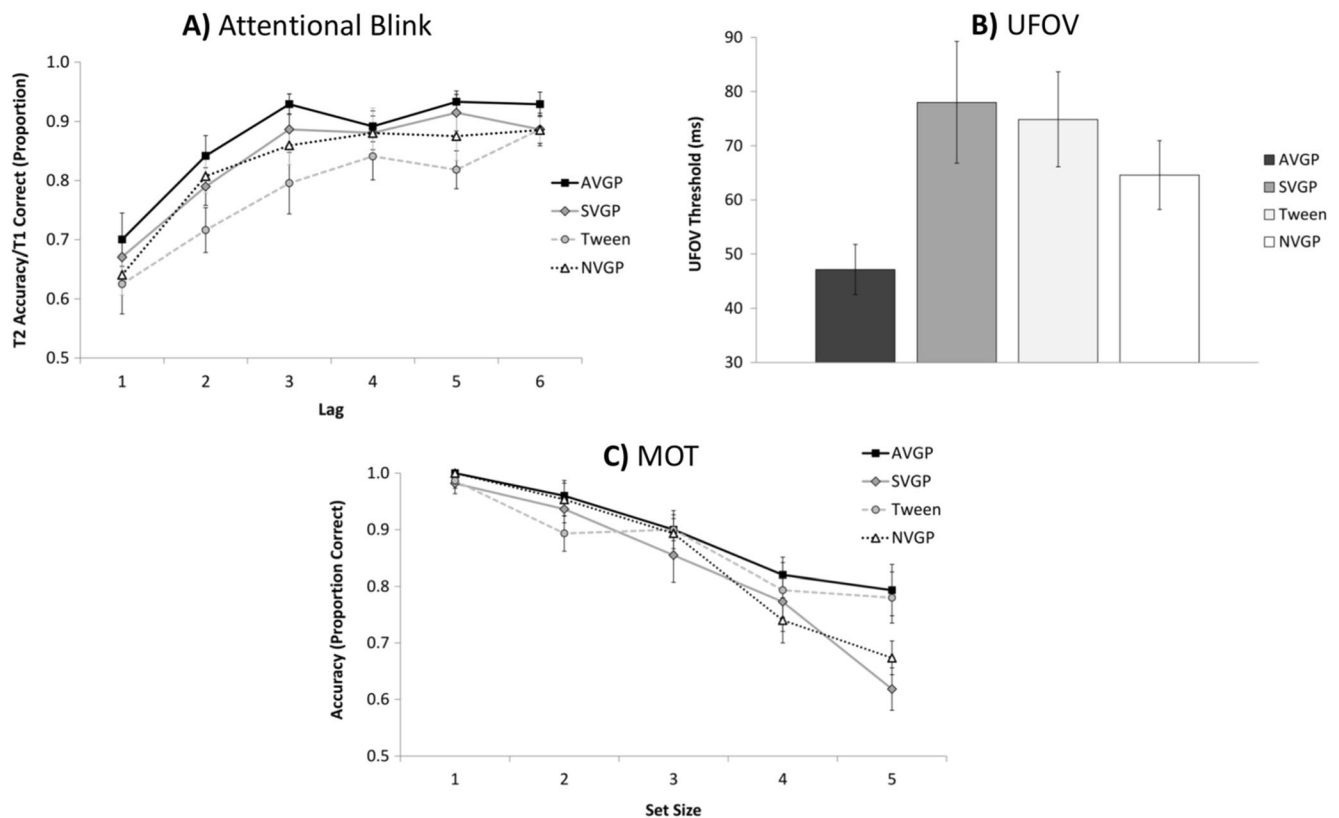 A) Attentional Blink
T2 Accuracy/T1 Correct (Proportion)
1.0
0.9
0.8
0.7
0.6
0.5
1 2 3 4 5 6
Lag
AVGP
SVGP
Tween
NVGP
B) UFOV
UFOV Threshold (ms)
90
80
70
60
50
40
30
AVGP
SVGP
Tween
NVGP
C) MOT
Accuracy (Proportion Correct)
1.0
0.9
0.8
0.7
0.6
0.5
1 2 3 4 5
Set Size
AVGP
SVGP
Tween
NVGP